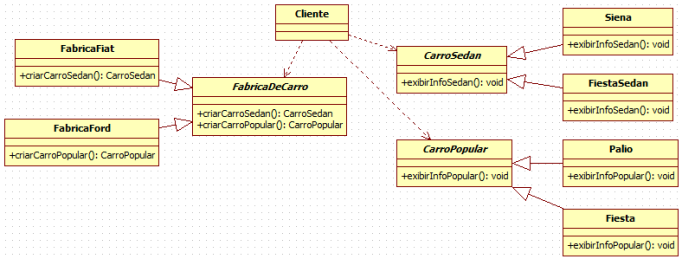 Cliente
FabricaFiat
+criarCarroSedan(): CarroSedan
FabricaFord
+criarCarroPopular(): CarroPopular
FabricaDeCarro
+criarCarroSedan(): CarroSedan
+criarCarroPopular(): CarroPopular
CarroSedan
+exibirInfoSedan(): void
CarroPopular
+exibirInfoPopular(): void
Siena
+exibirInfoSedan(): void
FiestaSedan
+exibirInfoSedan(): void
Palio
+exibirInfoPopular(): void
Fiesta
+exibirInfoPopular(): void